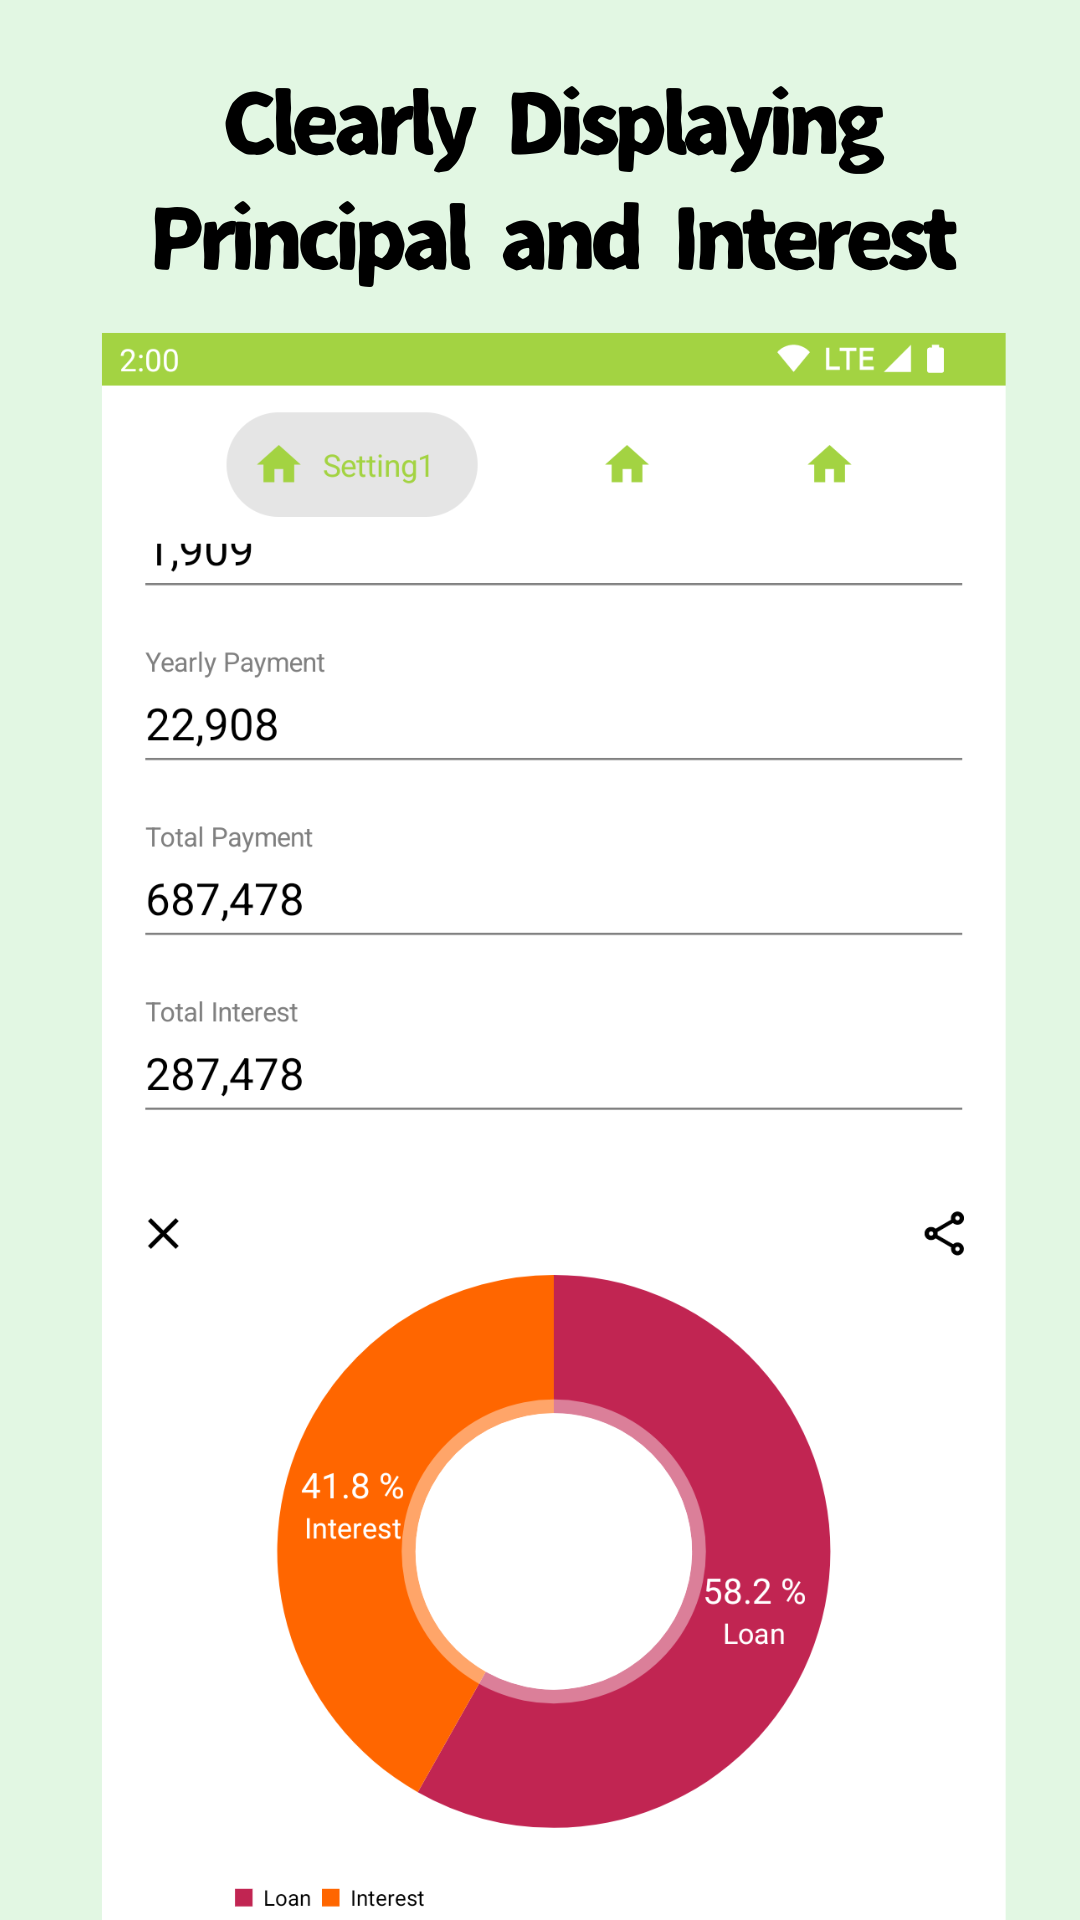 Clearly Displaying
Principal and Interest
2:00 LTE
Setting1
1,909
Yearly Payment
22,908
Total Payment
687,478
Total Interest
287,478
41.8 %
Interest
58.2 %
Loan
Loan Interest